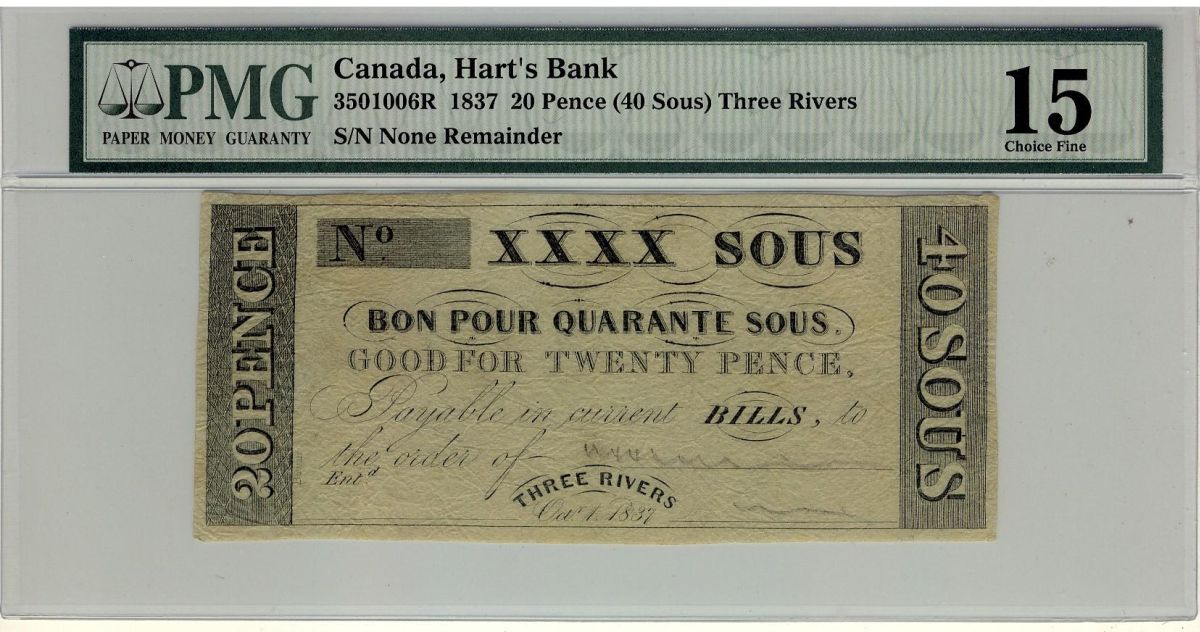 PMG
PAPER MONEY GUARANTY
Canada, Hart's Bank
3501006R 1837 20 Pence (40 Sous) Three Rivers
S/N None Remainder
15
Choice Fine
20 PENCE
No.
XXXX SOUS
BON POUR QUARANTE SOUS.
GOOD FOR TWENTY PENCE,
Payable in current BILLS, to
the order of
Entd
THREE RIVERS
Oct. 1, 1837
40 SOUS